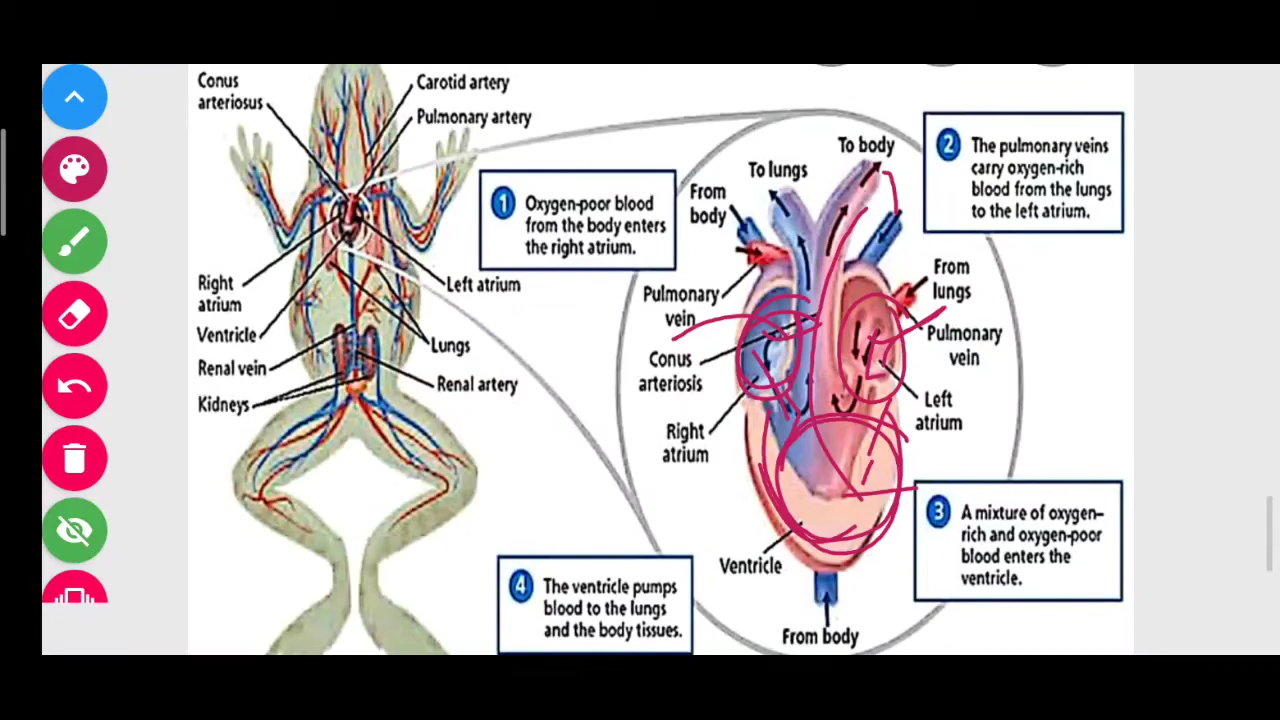 Conus
arteriosus
Carotid artery
Pulmonary artery
Right
atrium
Ventricle
Renal vein
Kidneys
Left atrium
Lungs
Renal artery
1 Oxygen-poor blood
from the body enters
the right atrium.
To body
To lungs
From
body
2 The pulmonary veins
carry oxygen-rich
blood from the lungs
to the left atrium.
Pulmonary
vein
Conus
arteriosis
Right
atrium
From
lungs
Pulmonary
vein
Left
atrium
Ventricle
From body
3 A mixture of oxygen-
rich and oxygen-poor
blood enters the
ventricle.
4 The ventricle pumps
blood to the lungs
and the body tissues.